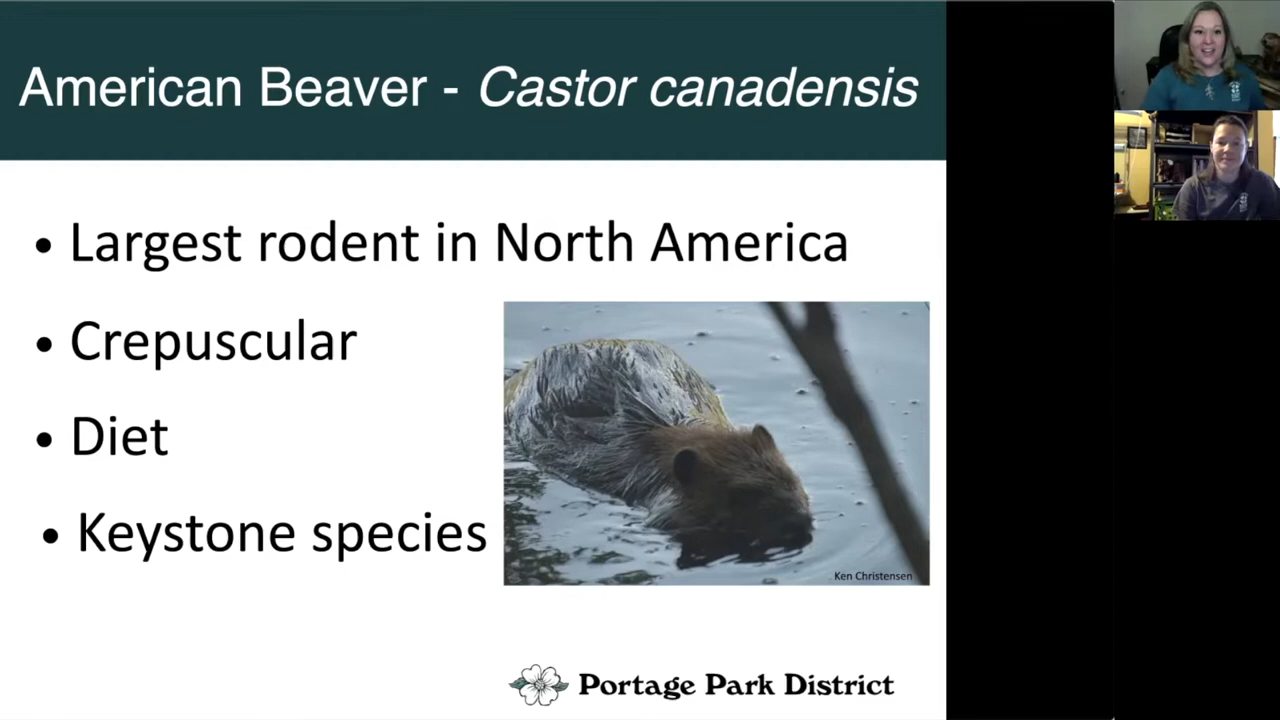 American Beaver - Castor canadensis
• Largest rodent in North America
• Crepuscular
• Diet
• Keystone species
Ken Christensen
Portage Park District